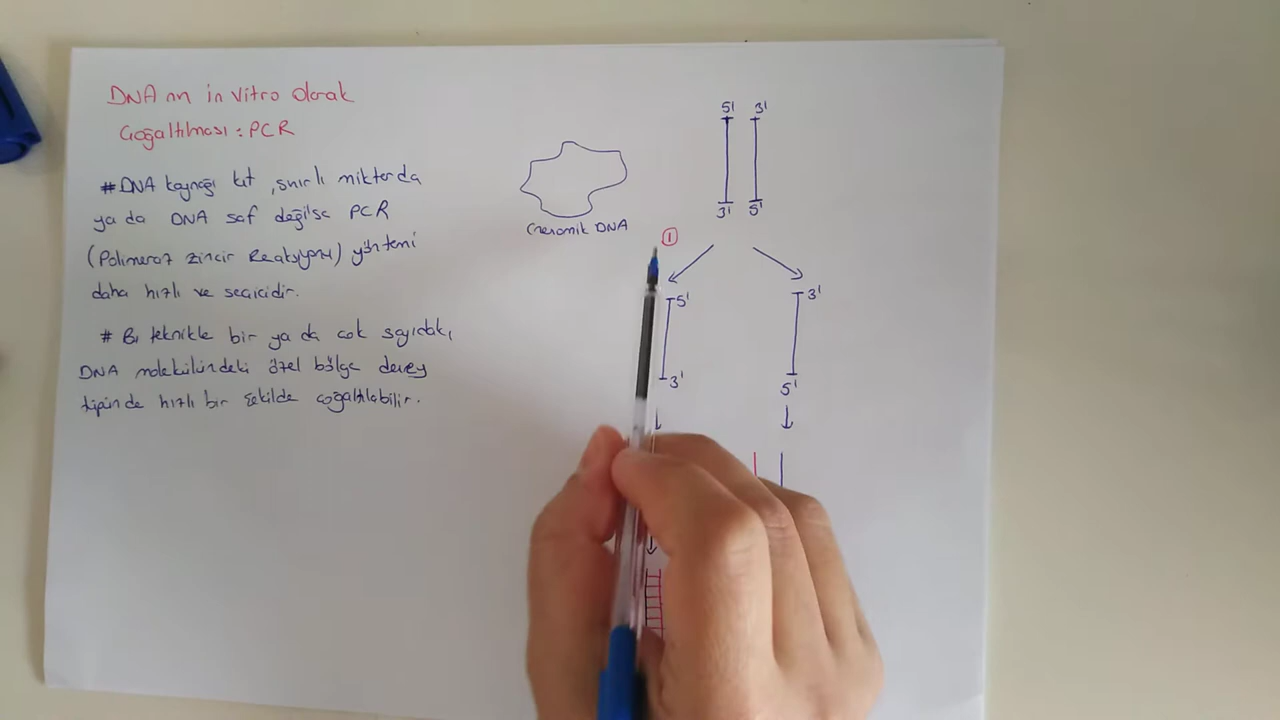 DNA nın in vitro olarak
Çoğaltılması : PCR
# DNA kaynağı kıt , sınırlı miktarda
ya da DNA saf değilse PCR
(Polimeraz zincir Reaksiyonu) yöntemi
daha hızlı ve seçicidir.
# Bu teknikle bir ya da çok sayıdaki
DNA molekülündeki özel bölge deney
tüpünde hızlı bir şekilde çoğaltılabilir.
Genomik DNA
5' 3'
3' 5'
1
5' 3'
3' 5'